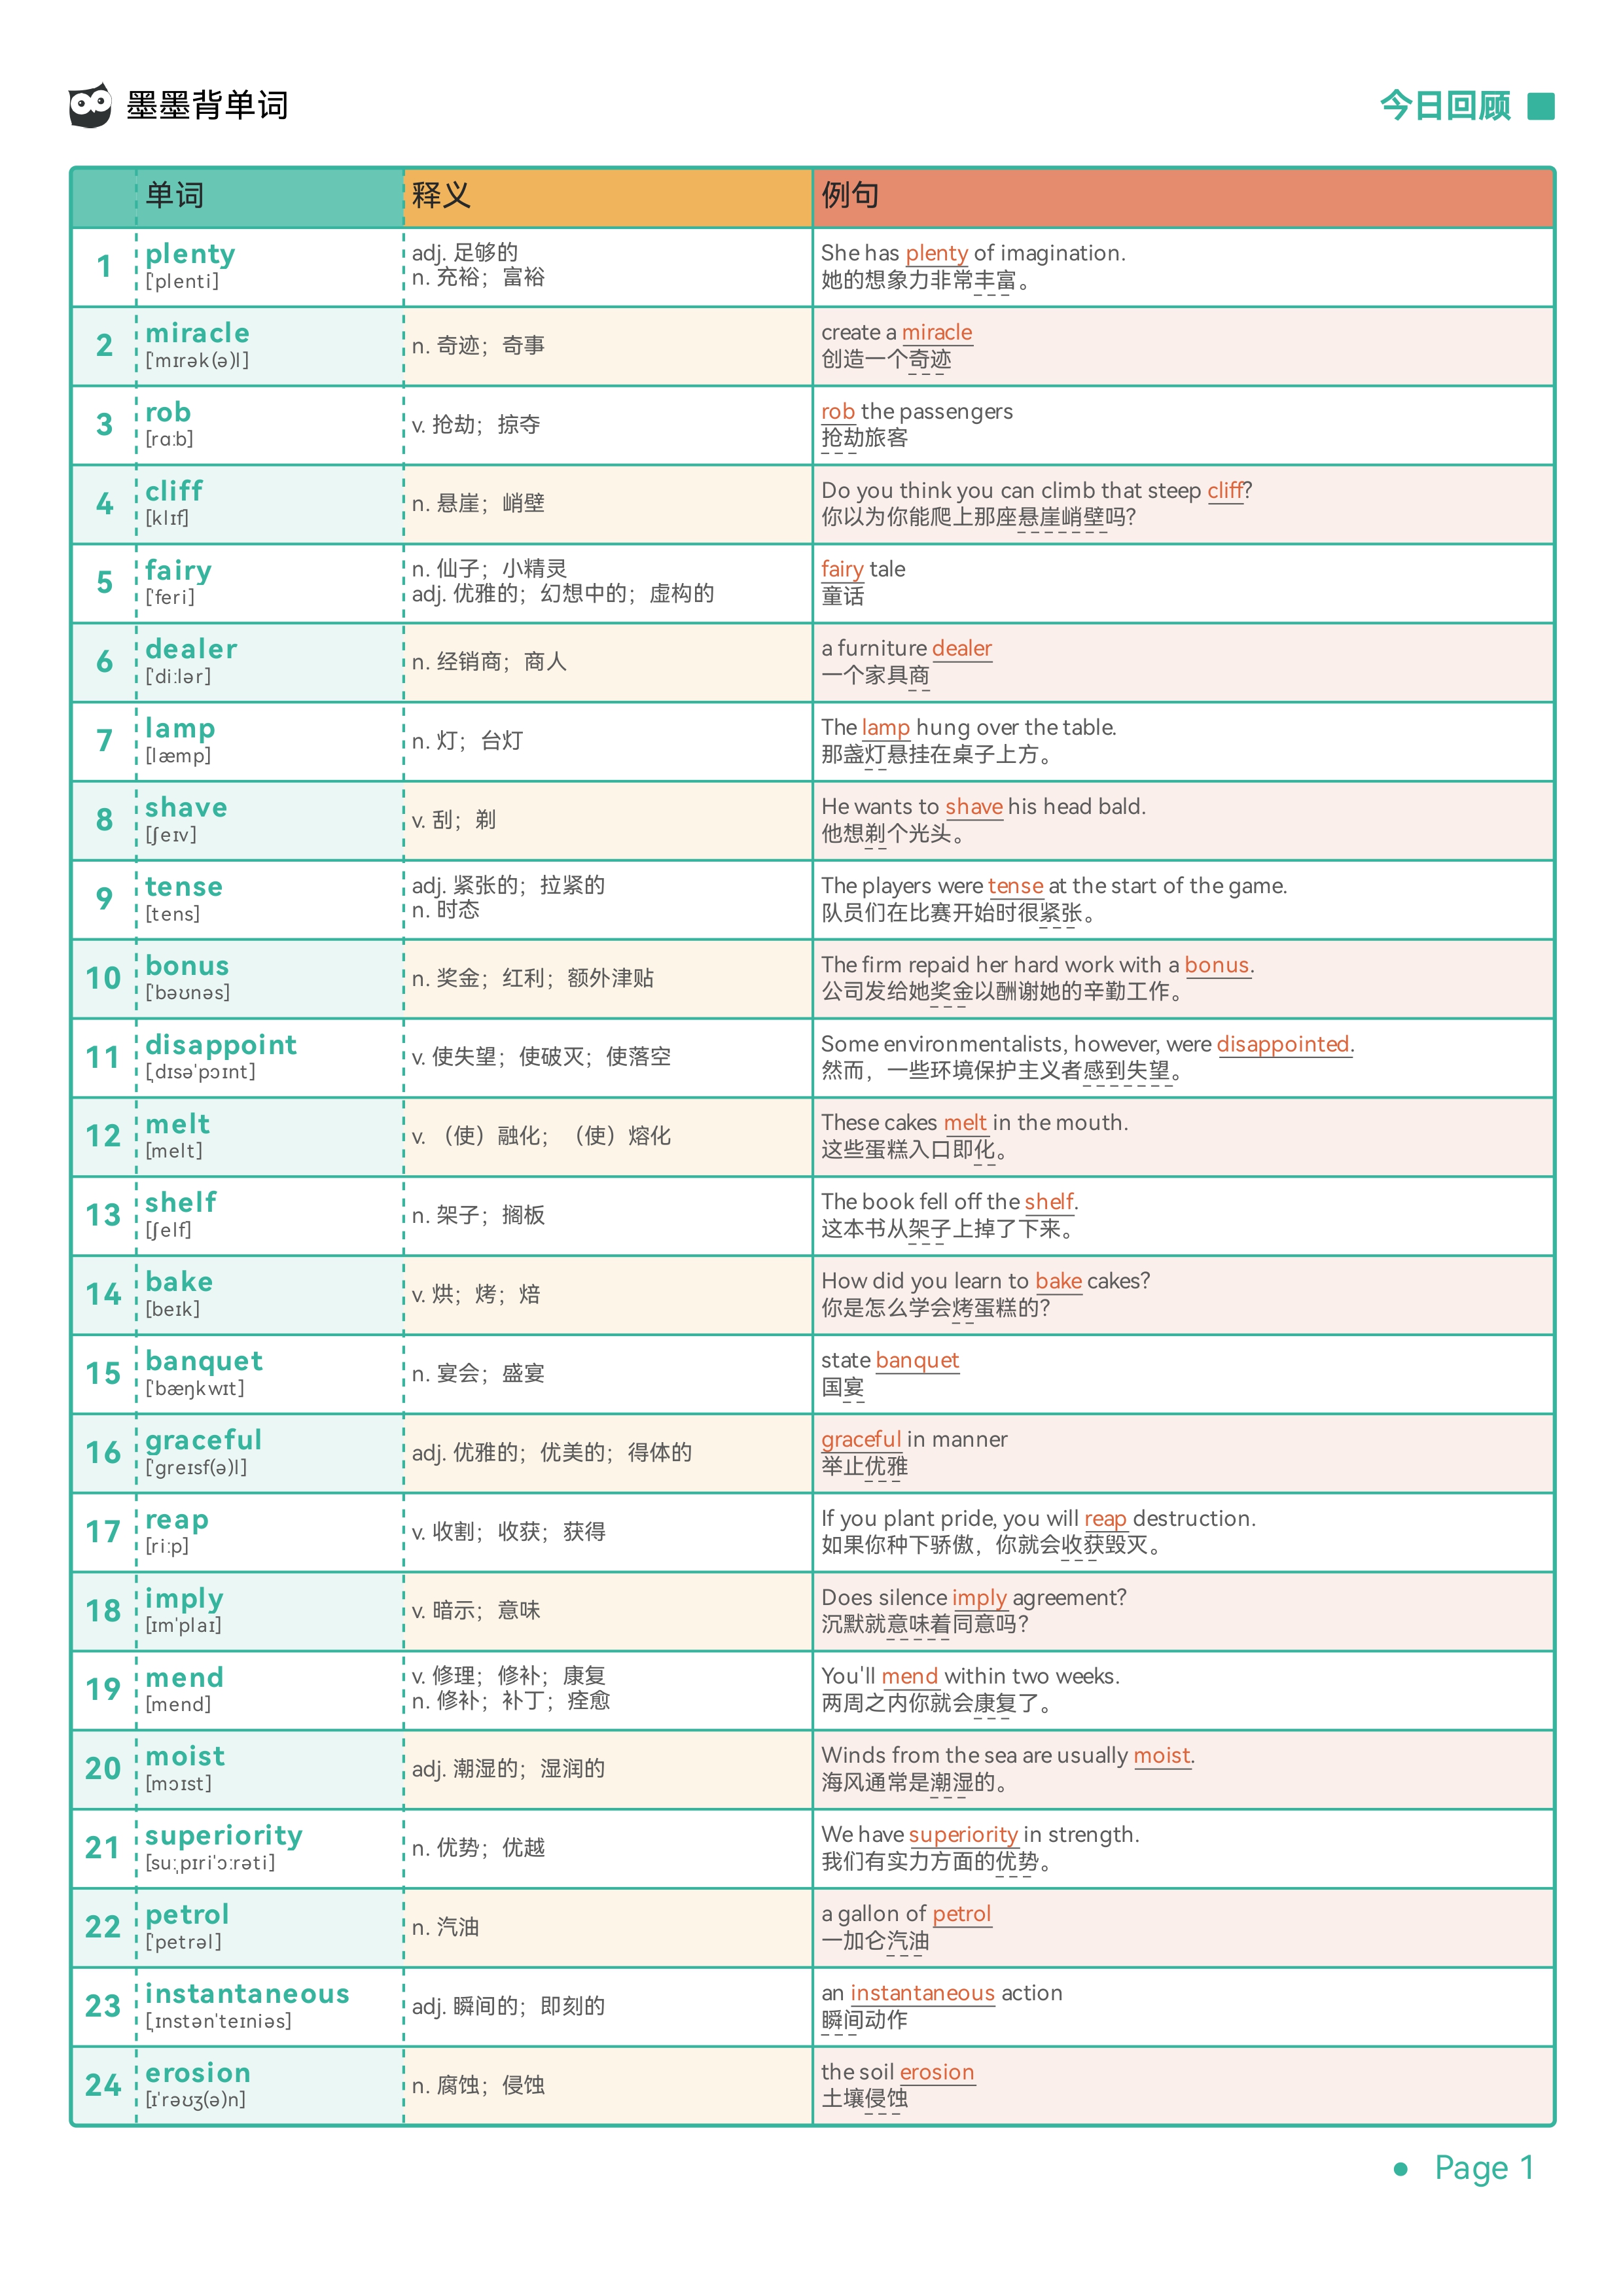 墨墨背单词
今日回顾
单词 释义 例句
1
plenty
['plenti]
adj. 足够的
n. 充裕；富裕
She has plenty of imagination.
她的想象力非常丰富。
2
miracle
['mɪrək(ə)l]
n. 奇迹；奇事
create a miracle
创造一个奇迹
3
rob
[rɑːb]
v. 抢劫；掠夺
rob the passengers
抢劫旅客
4
cliff
[klɪf]
n. 悬崖；峭壁
Do you think you can climb that steep cliff?
你以为你能爬上那座悬崖峭壁吗?
5
fairy
['feri]
n. 仙子；小精灵
adj. 优雅的；幻想中的；虚构的
fairy tale
童话
6
dealer
['diːlər]
n. 经销商；商人
a furniture dealer
一个家具商
7
lamp
[læmp]
n. 灯；台灯
The lamp hung over the table.
那盏灯悬挂在桌子上方。
8
shave
[ʃeɪv]
v. 刮；剃
He wants to shave his head bald.
他想剃个光头。
9
tense
[tens]
adj. 紧张的；拉紧的
n. 时态
The players were tense at the start of the game.
队员们在比赛开始时很紧张。
10
bonus
['bəʊnəs]
n. 奖金；红利；额外津贴
The firm repaid her hard work with a bonus.
公司发给她奖金以酬谢她的辛勤工作。
11
disappoint
[ˌdɪsə'pɔɪnt]
v. 使失望；使破灭；使落空
Some environmentalists, however, were disappointed.
然而，一些环境保护主义者感到失望。
12
melt
[melt]
v. （使）融化；（使）熔化
These cakes melt in the mouth.
这些蛋糕入口即化。
13
shelf
[ʃelf]
n. 架子；搁板
The book fell off the shelf.
这本书从架子上掉了下来。
14
bake
[beɪk]
v. 烘；烤；焙
How did you learn to bake cakes?
你是怎么学会烤蛋糕的?
15
banquet
['bæŋkwɪt]
n. 宴会；盛宴
state banquet
国宴
16
graceful
['greɪsf(ə)l]
adj. 优雅的；优美的；得体的
graceful in manner
举止优雅
17
reap
[riːp]
v. 收割；收获；获得
If you plant pride, you will reap destruction.
如果你种下骄傲，你就会收获毁灭。
18
imply
[ɪm'plaɪ]
v. 暗示；意味
Does silence imply agreement?
沉默就意味着同意吗?
19
mend
[mend]
v. 修理；修补；康复
n. 修补；补丁；痊愈
You'll mend within two weeks.
两周之内你就会康复了。
20
moist
[mɔɪst]
adj. 潮湿的；湿润的
Winds from the sea are usually moist.
海风通常是潮湿的。
21
superiority
[suːˌpɪri'ɔːrəti]
n. 优势；优越
We have superiority in strength.
我们有实力方面的优势。
22
petrol
['petrəl]
n. 汽油
a gallon of petrol
一加仑汽油
23
instantaneous
[ˌɪnstən'teɪniəs]
adj. 瞬间的；即刻的
an instantaneous action
瞬间动作
24
erosion
[ɪ'rəʊʒ(ə)n]
n. 腐蚀；侵蚀
the soil erosion
土壤侵蚀
• Page 1